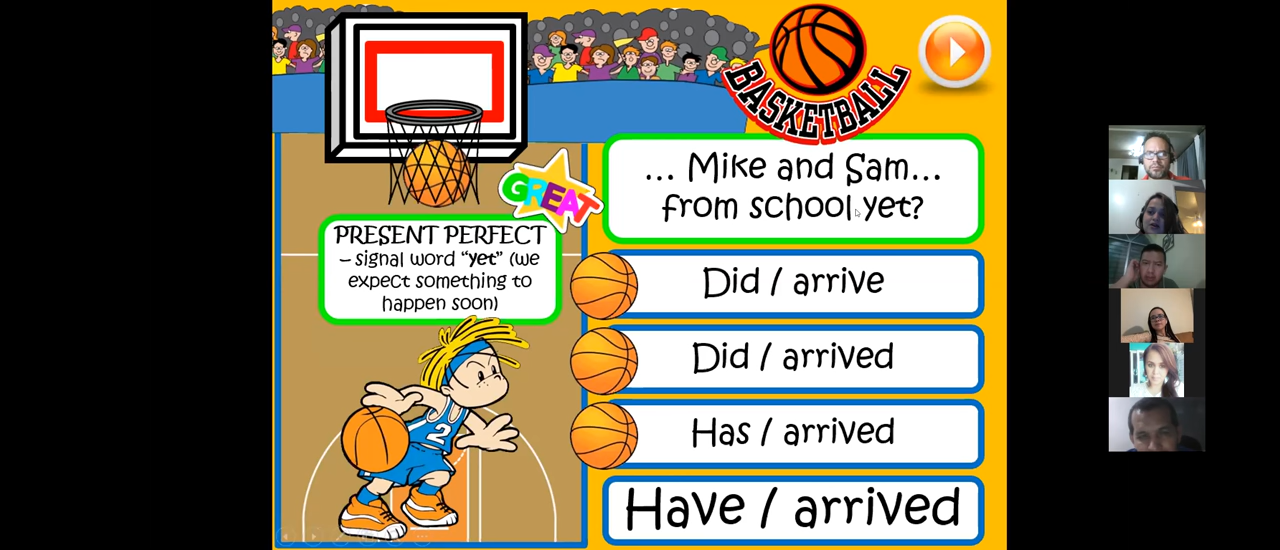 BASKETBALL
... Mike and Sam...
from school yet?
GREAT
PRESENT PERFECT
– signal word "yet" (we
expect something to
happen soon)
Did / arrive
Did / arrived
Has / arrived
Have / arrived
2